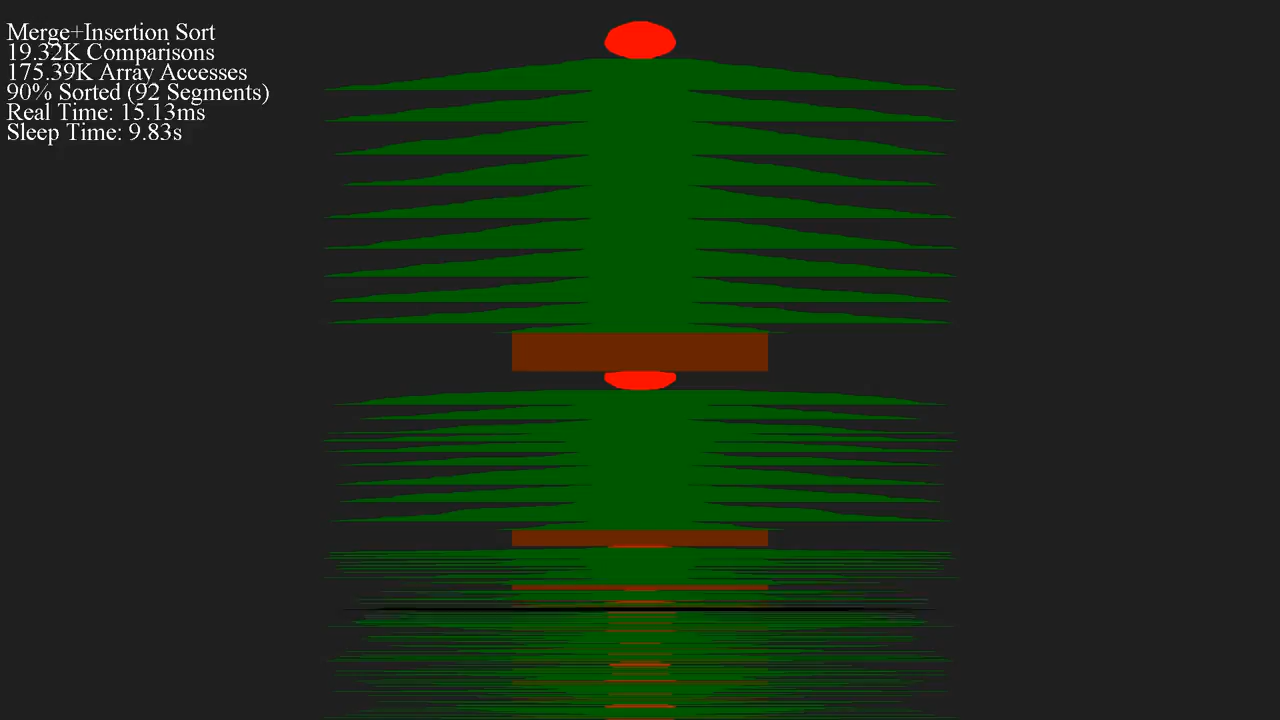 Merge+Insertion Sort
19.32K Comparisons
175.39K Array Accesses
90% Sorted (92 Segments)
Real Time: 15.13ms
Sleep Time: 9.83s